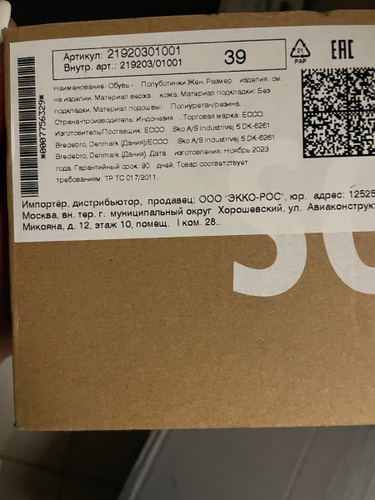 Артикул: 21920301001
Внутр. арт.: 219203/01001
39
21
PAP
EAC
*0007756329*
Наименование: Обувь - Полуботинки Жен. Размер изделия: см.
на изделии. Материал верха: кожа. Материал подкладки: Без
подкладки. Материал подошвы: Полиуретан/резина.
Страна-производитель: Индонезия. Торговая марка: ECCO.
Изготовитель/Поставщик: ECCO Sko A/S Industrivej 5 DK-6261
Bredebro, Denmark (Дания)/ECCO Sko A/S Industrivej 5 DK-6261
Bredebro, Denmark (Дания). Дата изготовления: Ноябрь 2023
года. Гарантийный срок: 90 дней. Товар соответствует
требованиям. ТР ТС 017/2011.
Импортёр, дистрибьютор, продавец: ООО "ЭККО-РОС", юр. адрес: 12525
Москва, вн. тер. г. муниципальный округ Хорошевский, ул. Авиаконструкт
Микояна, д. 12, этаж 10, помещ. I ком. 28..